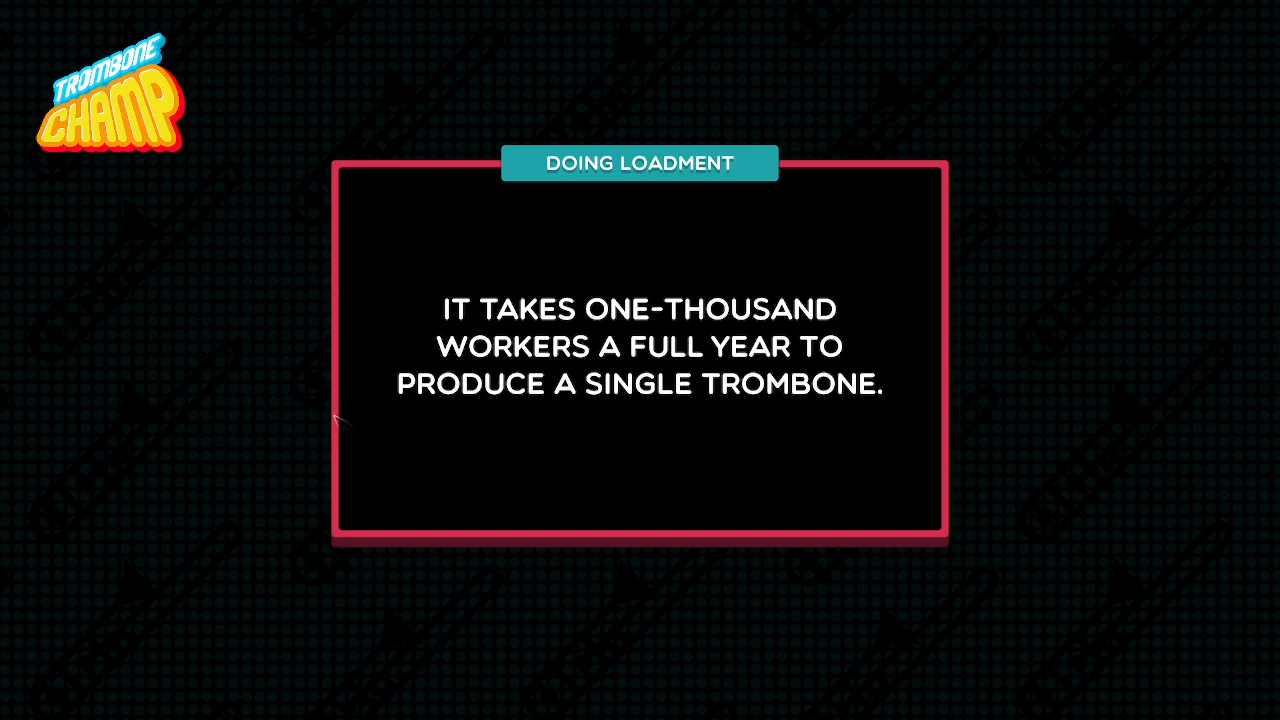 TROMBONE
CHAMP
DOING LOADMENT
IT TAKES ONE-THOUSAND
WORKERS A FULL YEAR TO
PRODUCE A SINGLE TROMBONE.